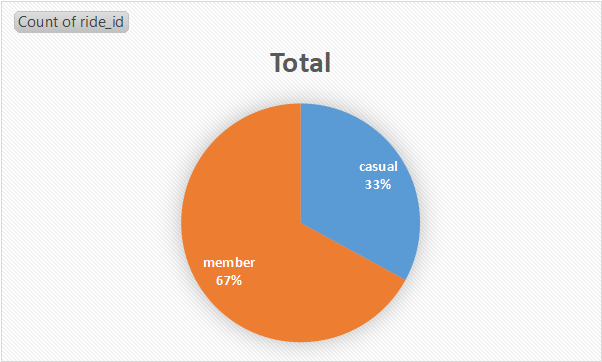 Count of ride_id
Total
casual
33%
member
67%